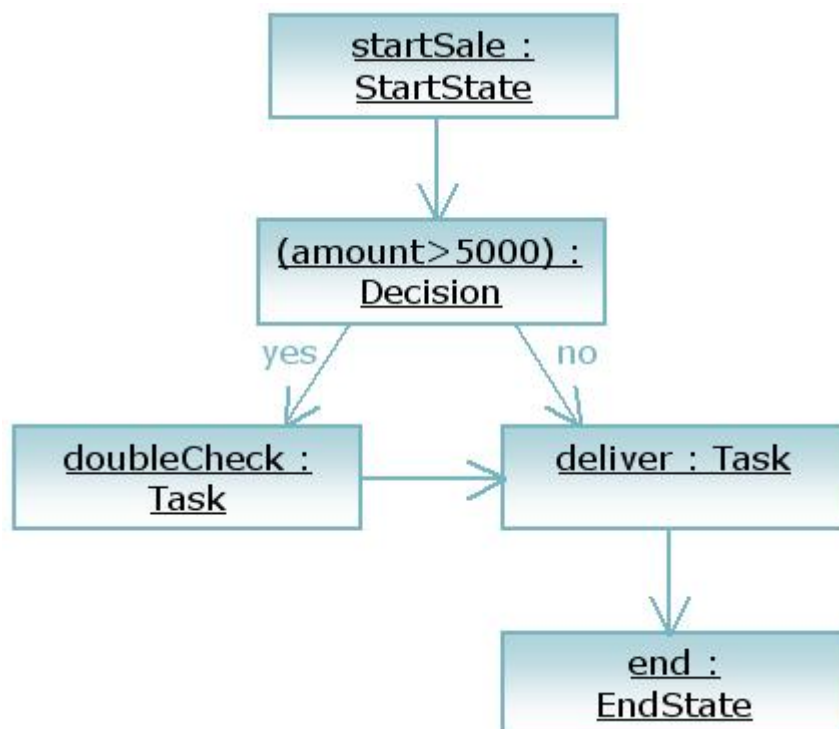 startSale :
StartState
(amount>5000) :
Decision
yes
no
doubleCheck :
Task
deliver : Task
end :
EndState